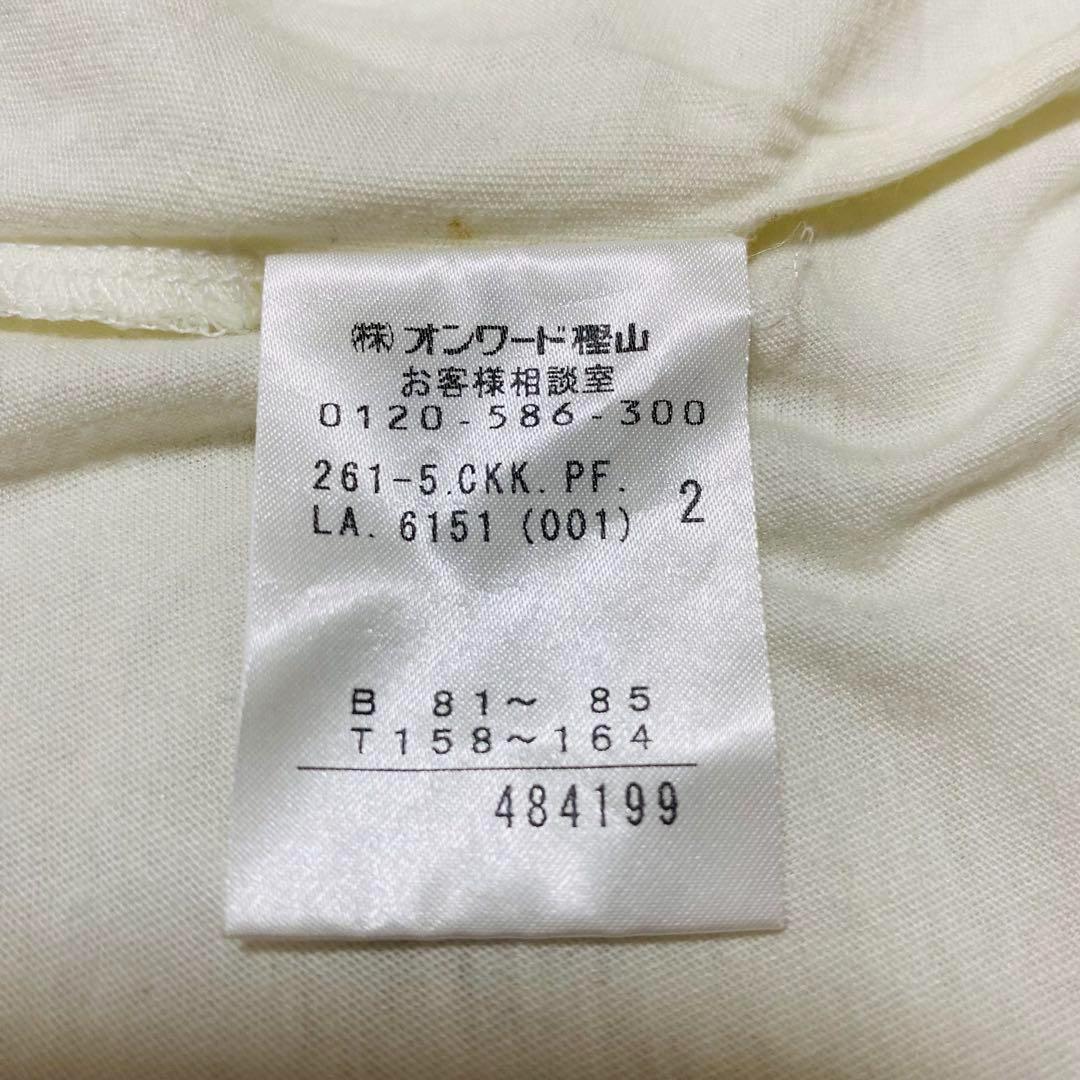 ㈱オンワード樫山
お客様相談室
0120-586-300
261-5.CKK.PF.
LA.6151(001) 2
B 81～ 85
T158～164
484199